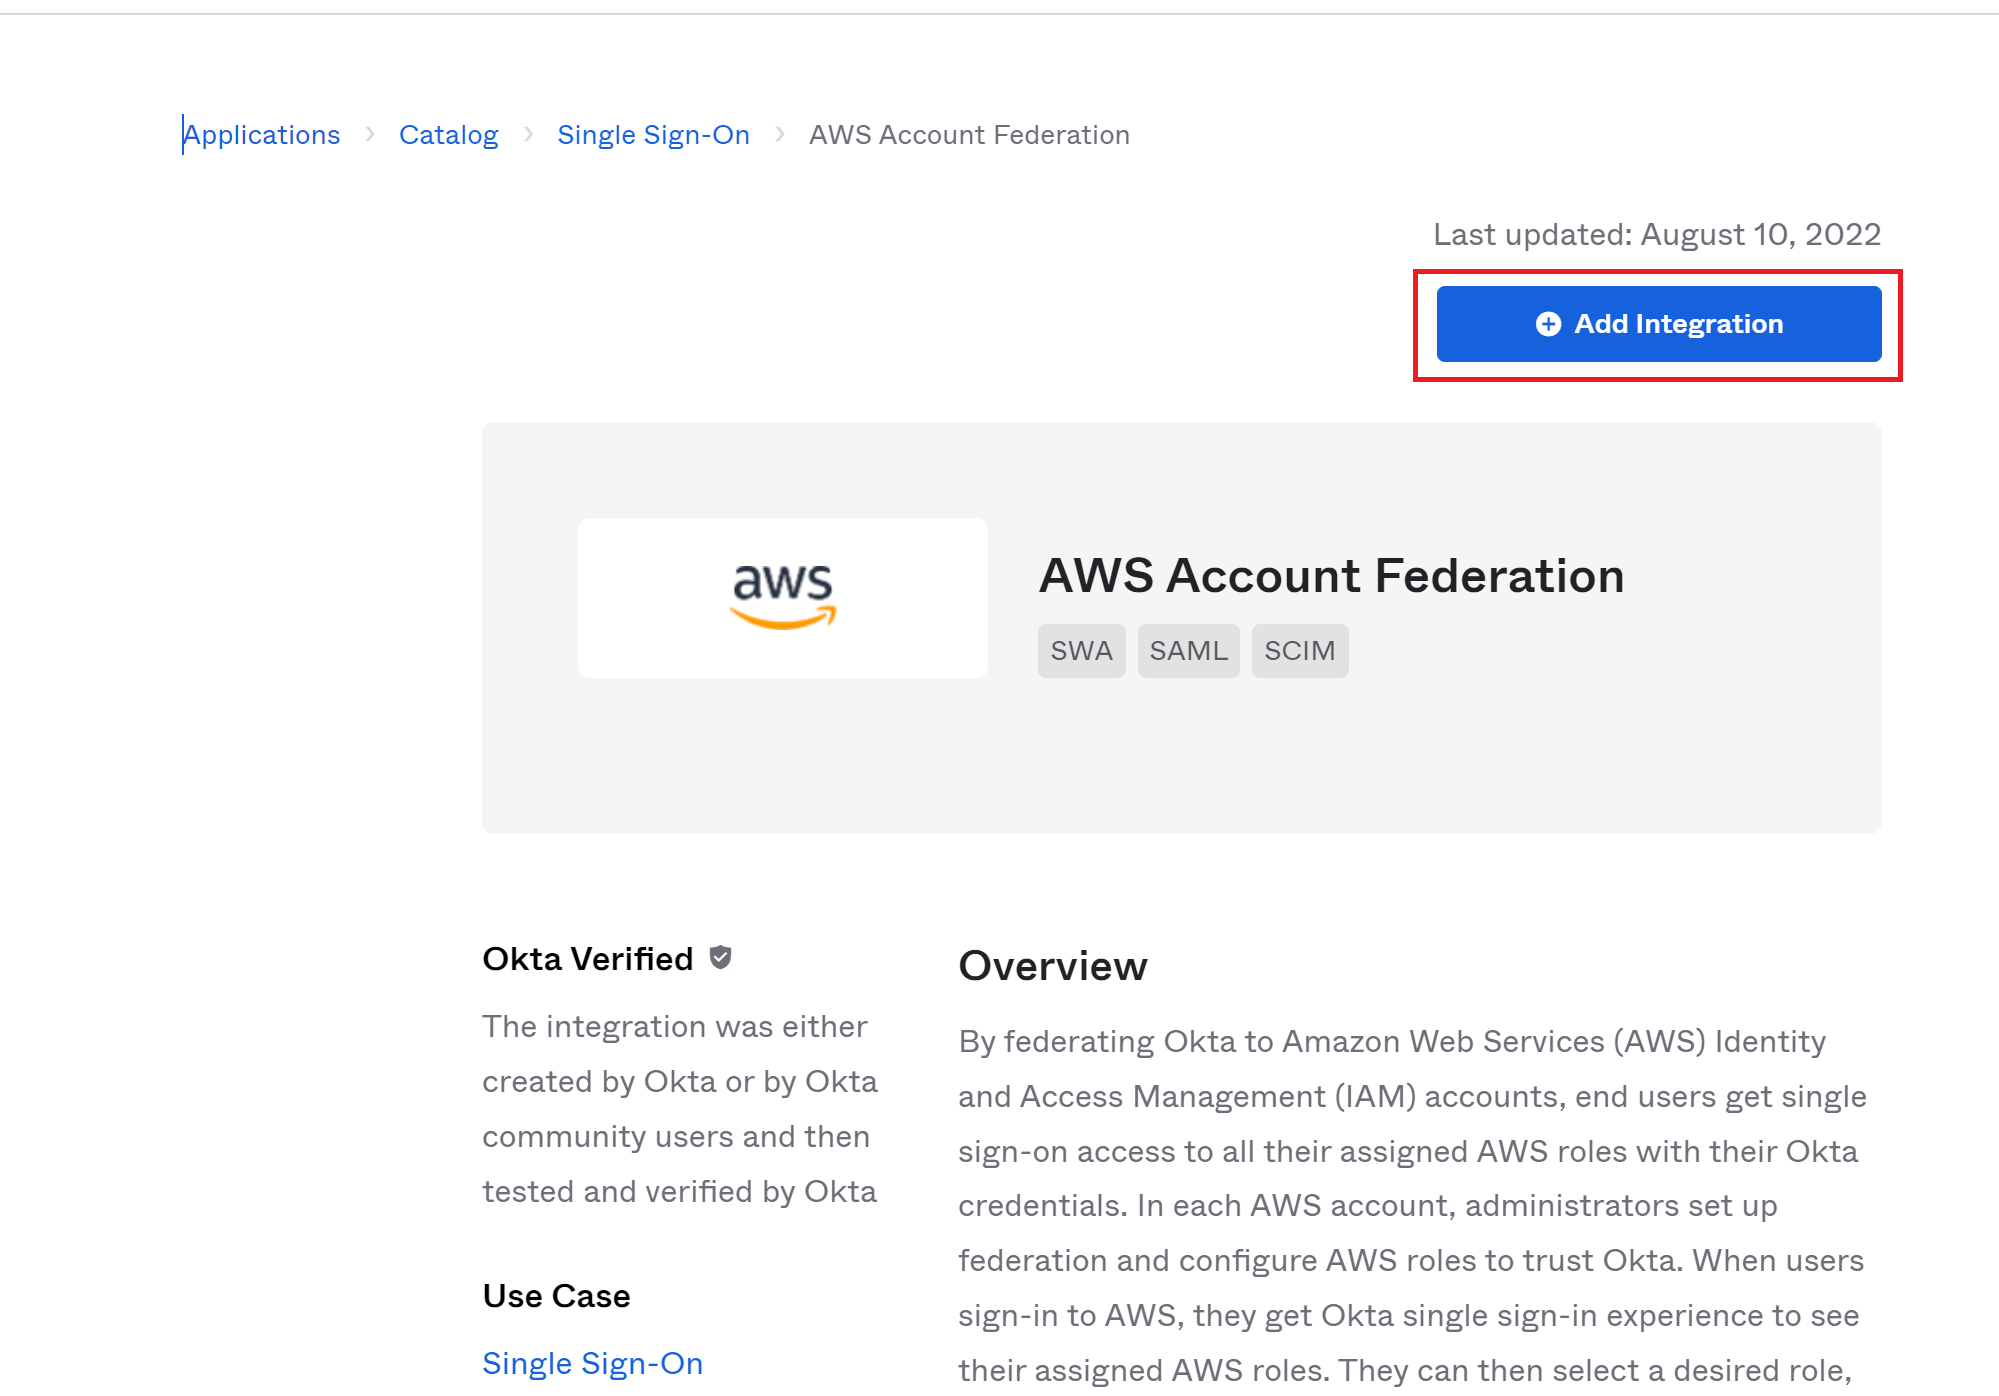 Applications > Catalog > Single Sign-On > AWS Account Federation
Last updated: August 10, 2022
Add Integration
aws
AWS Account Federation
SWA SAML SCIM
Okta Verified
The integration was either
created by Okta or by Okta
community users and then
tested and verified by Okta
Use Case
Single Sign-On
Overview
By federating Okta to Amazon Web Services (AWS) Identity
and Access Management (IAM) accounts, end users get single
sign-on access to all their assigned AWS roles with their Okta
credentials. In each AWS account, administrators set up
federation and configure AWS roles to trust Okta. When users
sign-in to AWS, they get Okta single sign-in experience to see
their assigned AWS roles. They can then select a desired role,